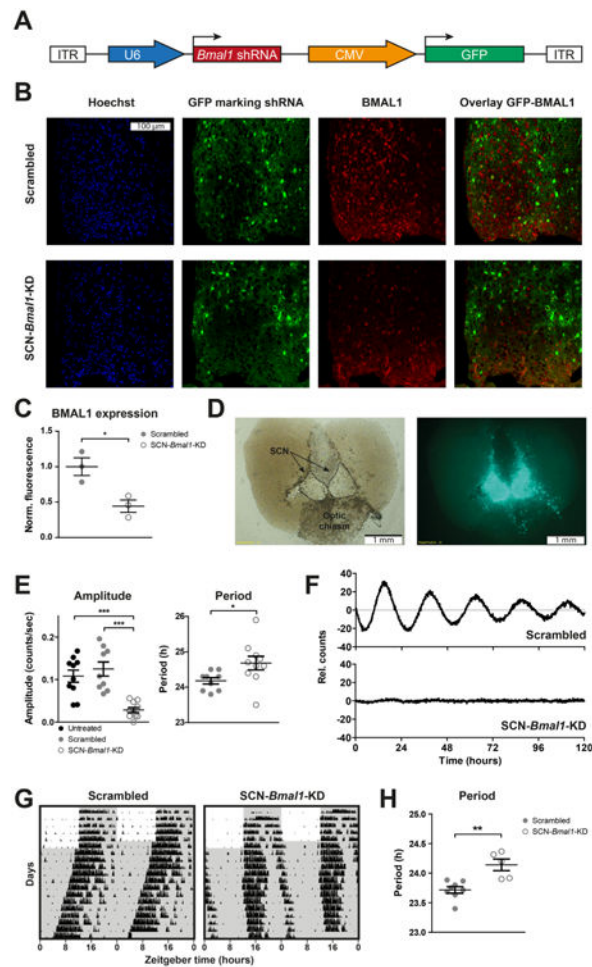 A
ITR U6 Bmal1 shRNA CMV GFP ITR
B
Hoechst GFP marking shRNA BMAL1 Overlay GFP-BMAL1
100 µm
Scrambled
SCN-Bmal1-KD
C
BMAL1 expression
Norm. fluorescence
1.5
1.0
0.5
0.0
*
Scrambled
SCN-Bmal1-KD
D
SCN
Optic chiasm
1 mm
1 mm
E
Amplitude
Amplitude (counts/sec)
0.2
0.1
0.0
***
***
Untreated
Scrambled
SCN-Bmal1-KD
Period
Period (h)
26
25
24
23
*
F
Rel. counts
40
20
0
-20
-40
Scrambled
20
0
-20
-40
SCN-Bmal1-KD
0 24 48 72 96 120
Time (hours)
G
Scrambled SCN-Bmal1-KD
Days
0 8 16 0 8 16 0 0 8 16 0 8 16 0
Zeitgeber time (hours)
H
Period
Scrambled
SCN-Bmal1-KD
Period (h)
25.0
24.5
24.0
23.5
23.0
**